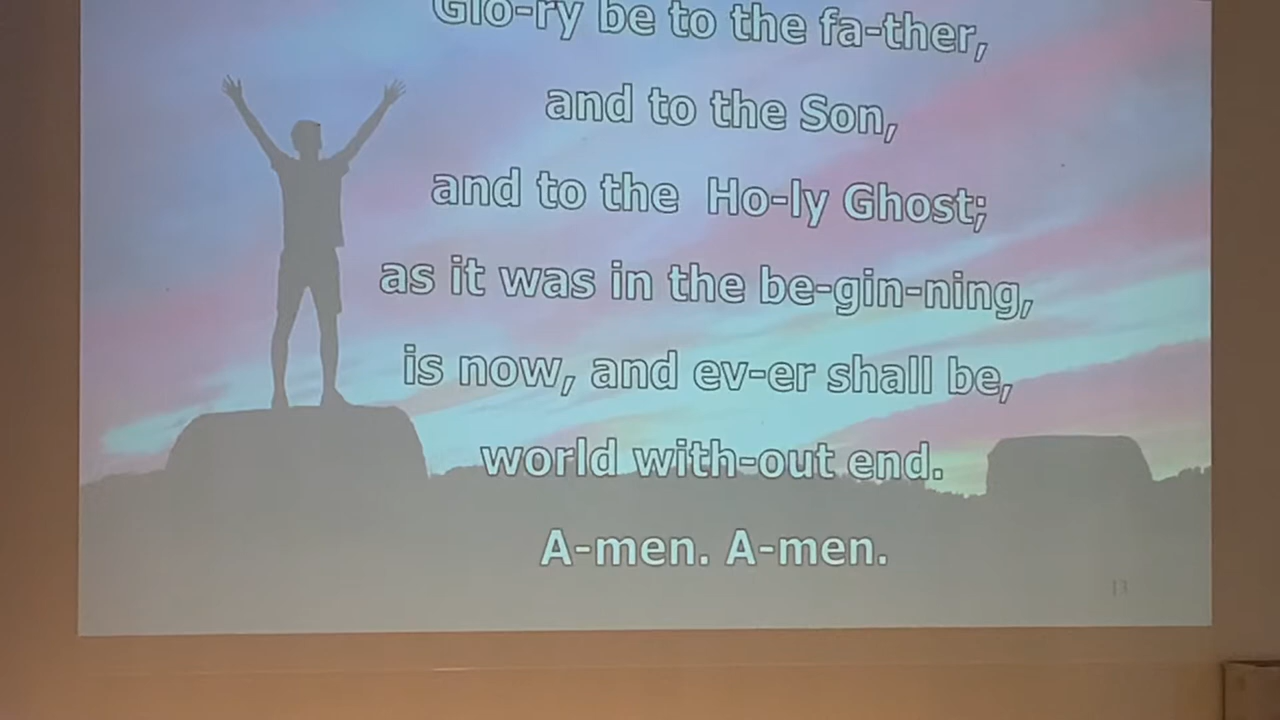 Glo-ry be to the fa-ther,
and to the Son,
and to the Ho-ly Ghost;
as it was in the be-gin-ning,
is now, and ev-er shall be,
world with-out end.
A-men. A-men.
13